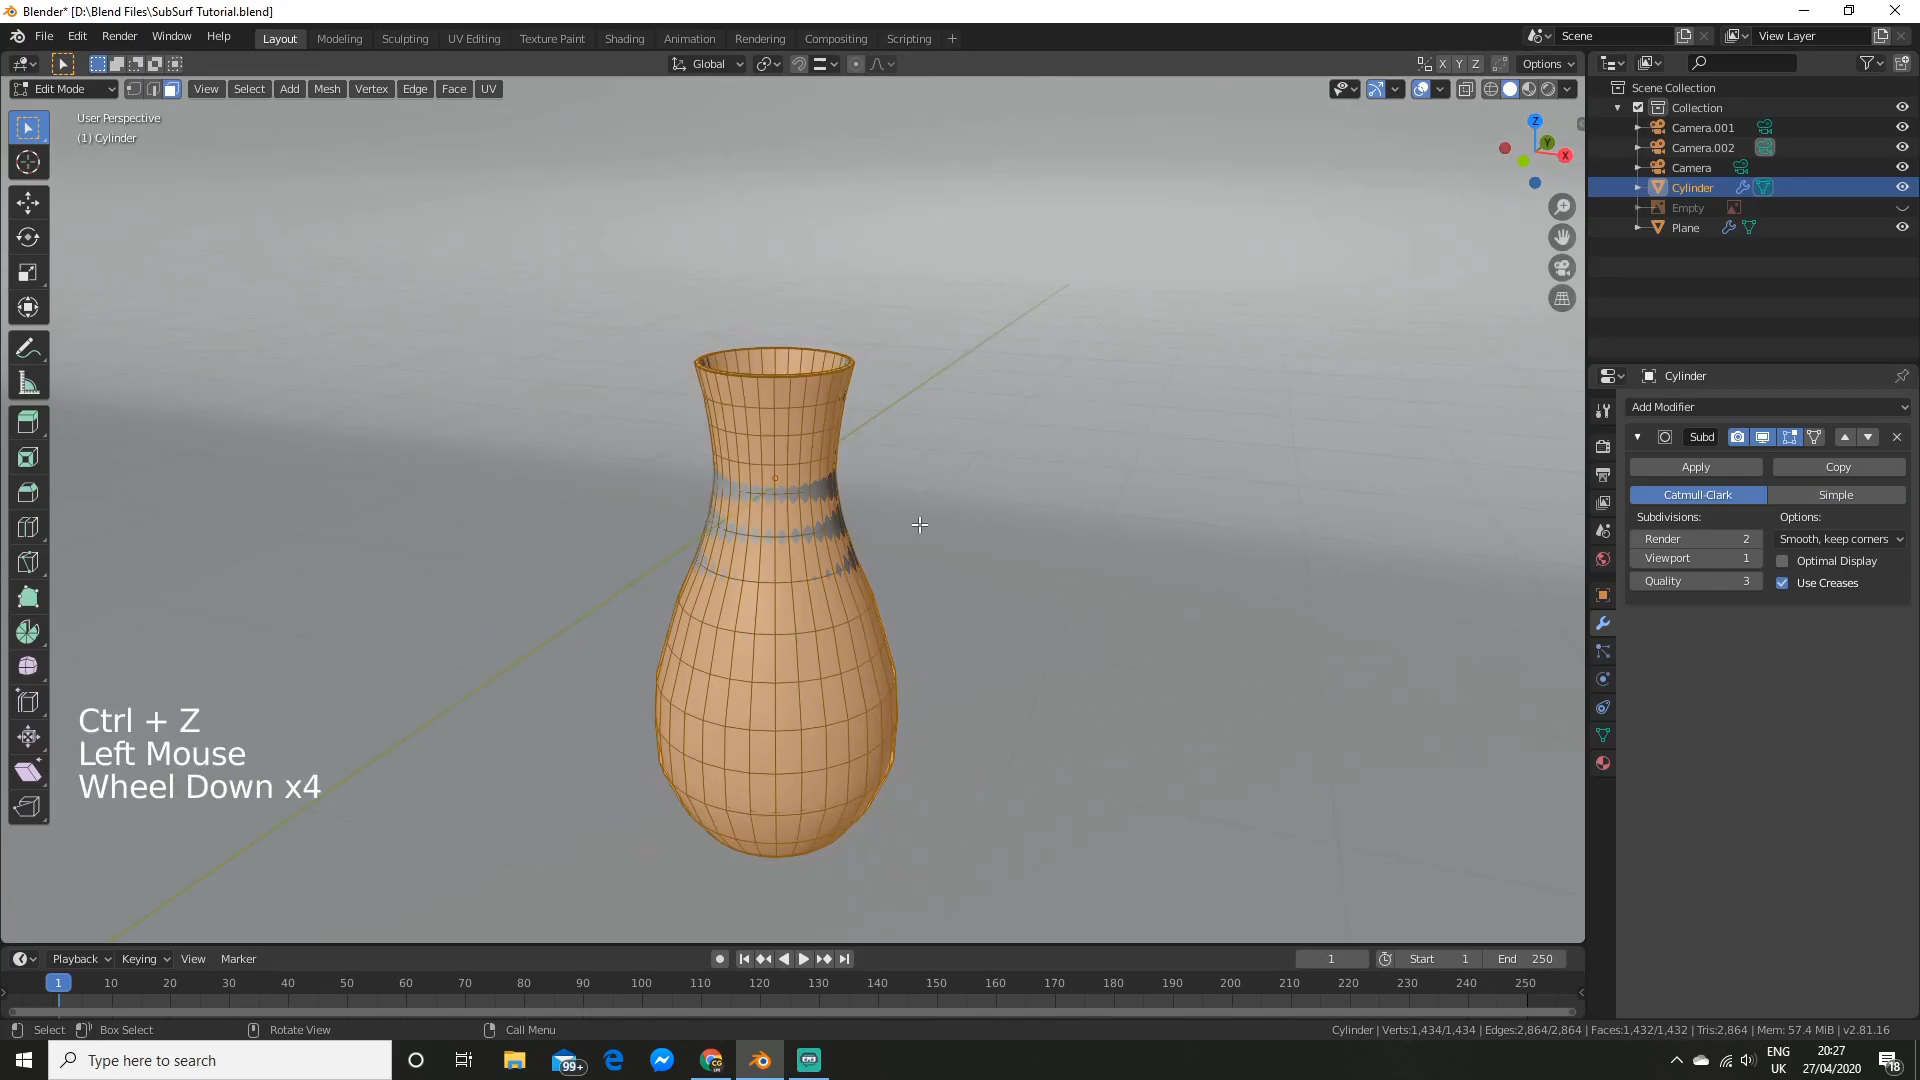 Blender* [D:\Blend Files\SubSurf Tutorial.blend]
File Edit Render Window Help
Layout Modeling Sculpting UV Editing Texture Paint Shading Animation Rendering Compositing Scripting
Scene
View Layer
Global
X Y Z
Options
Edit Mode
View Select Add Mesh Vertex Edge Face UV
User Perspective
(1) Cylinder
Z
Y
X
Scene Collection
Collection
Camera.001
Camera.002
Camera
Cylinder
Empty
Plane
Cylinder
Add Modifier
Subd
Apply Copy
Catmull-Clark Simple
Subdivisions: Options:
Render 2 Smooth, keep corners
Viewport 1 Optimal Display
Quality 3 Use Creases
Ctrl + Z
Left Mouse
Wheel Down x4
Playback Keying View Marker
1 Start 1 End 250
1 10 20 30 40 50 60 70 80 90 100 110 120 130 140 150 160 170 180 190 200 210 220 230 240 250
Select Box Select Rotate View Call Menu
Cylinder | Verts:1,434/1,434 | Edges:2,864/2,864 | Faces:1,432/1,432 | Tris:2,864 | Mem: 57.4 MiB | v2.81.16
Type here to search
99+
ENG
UK
20:27
27/04/2020
18